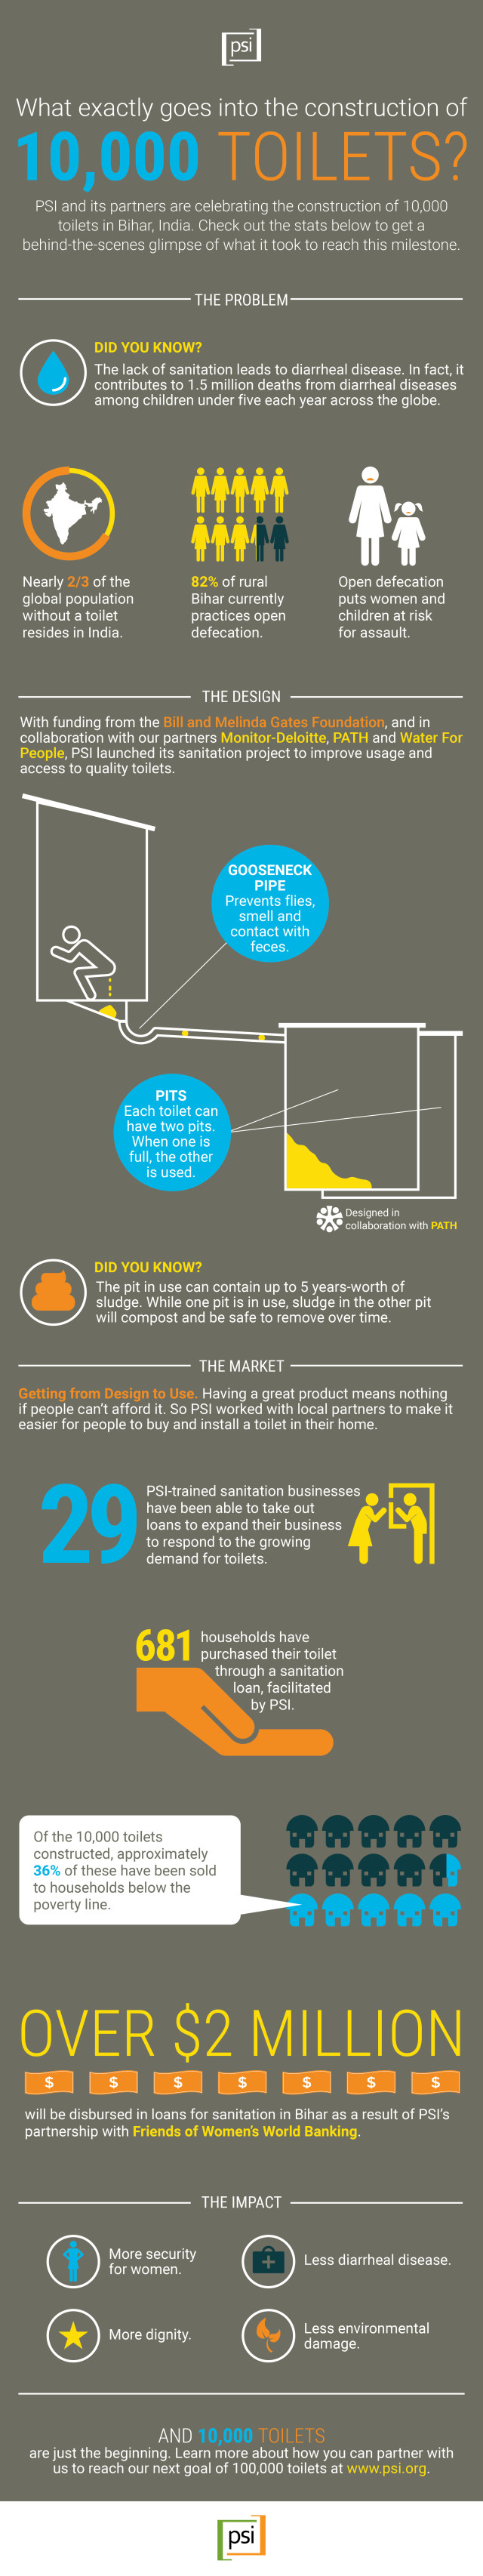 psi
What exactly goes into the construction of
10,000 TOILETS?
PSI and its partners are celebrating the construction of 10,000
toilets in Bihar, India. Check out the stats below to get a
behind-the-scenes glimpse of what it took to reach this milestone.
THE PROBLEM
DID YOU KNOW?
The lack of sanitation leads to diarrheal disease. In fact, it
contributes to 1.5 million deaths from diarrheal diseases
among children under five each year across the globe.
Nearly 2/3 of the
global population
without a toilet
resides in India.
82% of rural
Bihar currently
practices open
defecation.
Open defecation
puts women and
children at risk
for assault.
THE DESIGN
With funding from the Bill and Melinda Gates Foundation, and in
collaboration with our partners Monitor-Deloitte, PATH and Water For
People, PSI launched its sanitation project to improve usage and
access to quality toilets.
GOOSENECK
PIPE
Prevents flies,
smell and
contact with
feces.
PITS
Each toilet can
have two pits.
When one is
full, the other
is used.
Designed in
collaboration with PATH
DID YOU KNOW?
The pit in use can contain up to 5 years-worth of
sludge. While one pit is in use, sludge in the other pit
will compost and be safe to remove over time.
THE MARKET
Getting from Design to Use. Having a great product means nothing
if people can't afford it. So PSI worked with local partners to make it
easier for people to buy and install a toilet in their home.
29
PSI-trained sanitation businesses
have been able to take out
loans to expand their business
to respond to the growing
demand for toilets.
681 households have
purchased their toilet
through a sanitation
loan, facilitated
by PSI.
Of the 10,000 toilets
constructed, approximately
36% of these have been sold
to households below the
poverty line.
OVER $2 MILLION
$ $ $ $ $ $ $
will be disbursed in loans for sanitation in Bihar as a result of PSI's
partnership with Friends of Women's World Banking.
THE IMPACT
More security
for women.
Less diarrheal disease.
More dignity.
Less environmental
damage.
AND 10,000 TOILETS
are just the beginning. Learn more about how you can partner with
us to reach our next goal of 100,000 toilets at www.psi.org.
psi